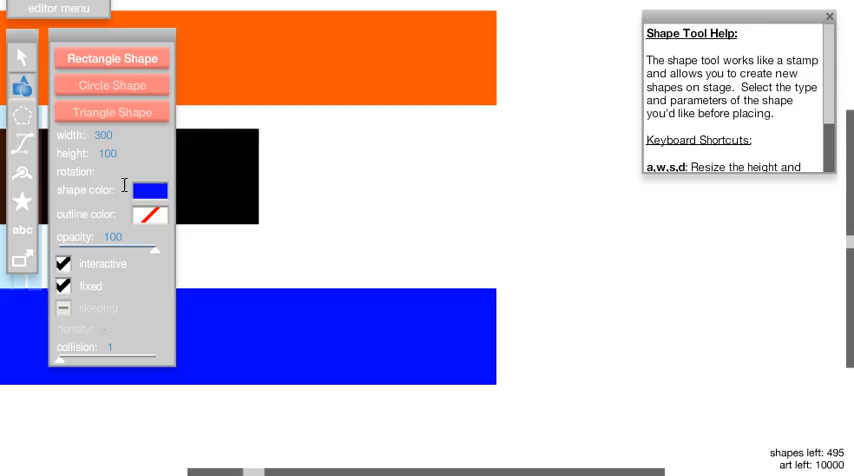 editor menu
Rectangle Shape
Circle Shape
Triangle Shape
width: 300
height: 100
rotation:
shape color:
outline color:
opacity: 100
interactive
fixed
sleeping
density: -
collision: 1
abc
Shape Tool Help:
The shape tool works like a stamp
and allows you to create new
shapes on stage. Select the type
and parameters of the shape
you'd like before placing.
Keyboard Shortcuts:
a,w,s,d: Resize the height and
shapes left: 495
art left: 10000